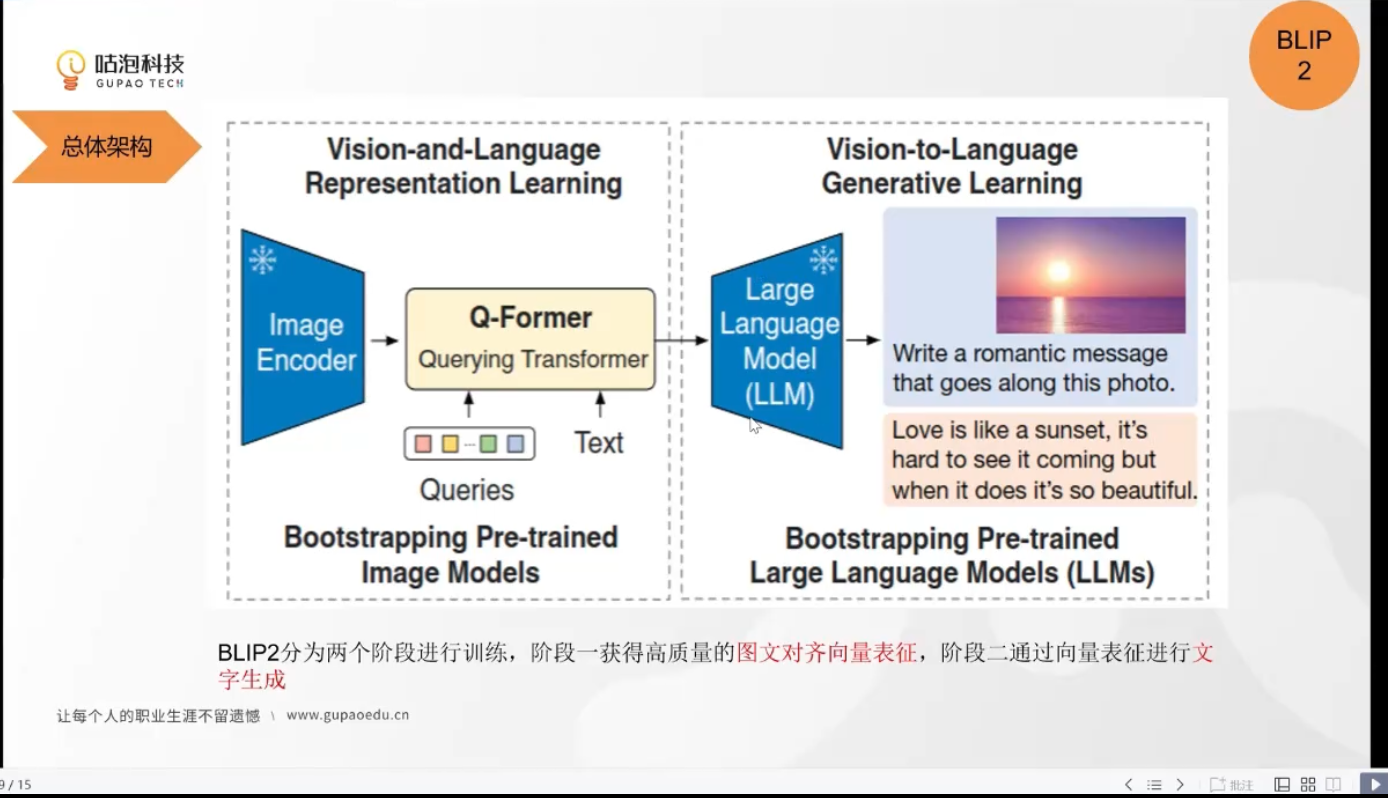 咕泡科技
GUPAO TECH
BLIP
2
总体架构
Vision-and-Language
Representation Learning
Image
Encoder
Q-Former
Querying Transformer
Queries
Text
Bootstrapping Pre-trained
Image Models
Vision-to-Language
Generative Learning
Large
Language
Model
(LLM)
Write a romantic message
that goes along this photo.
Love is like a sunset, it's
hard to see it coming but
when it does it's so beautiful.
Bootstrapping Pre-trained
Large Language Models (LLMs)
BLIP2分为两个阶段进行训练，阶段一获得高质量的图文对齐向量表征，阶段二通过向量表征进行文
字生成
让每个人的职业生涯不留遗憾 \ www.gupaoedu.cn
9 / 15
批注